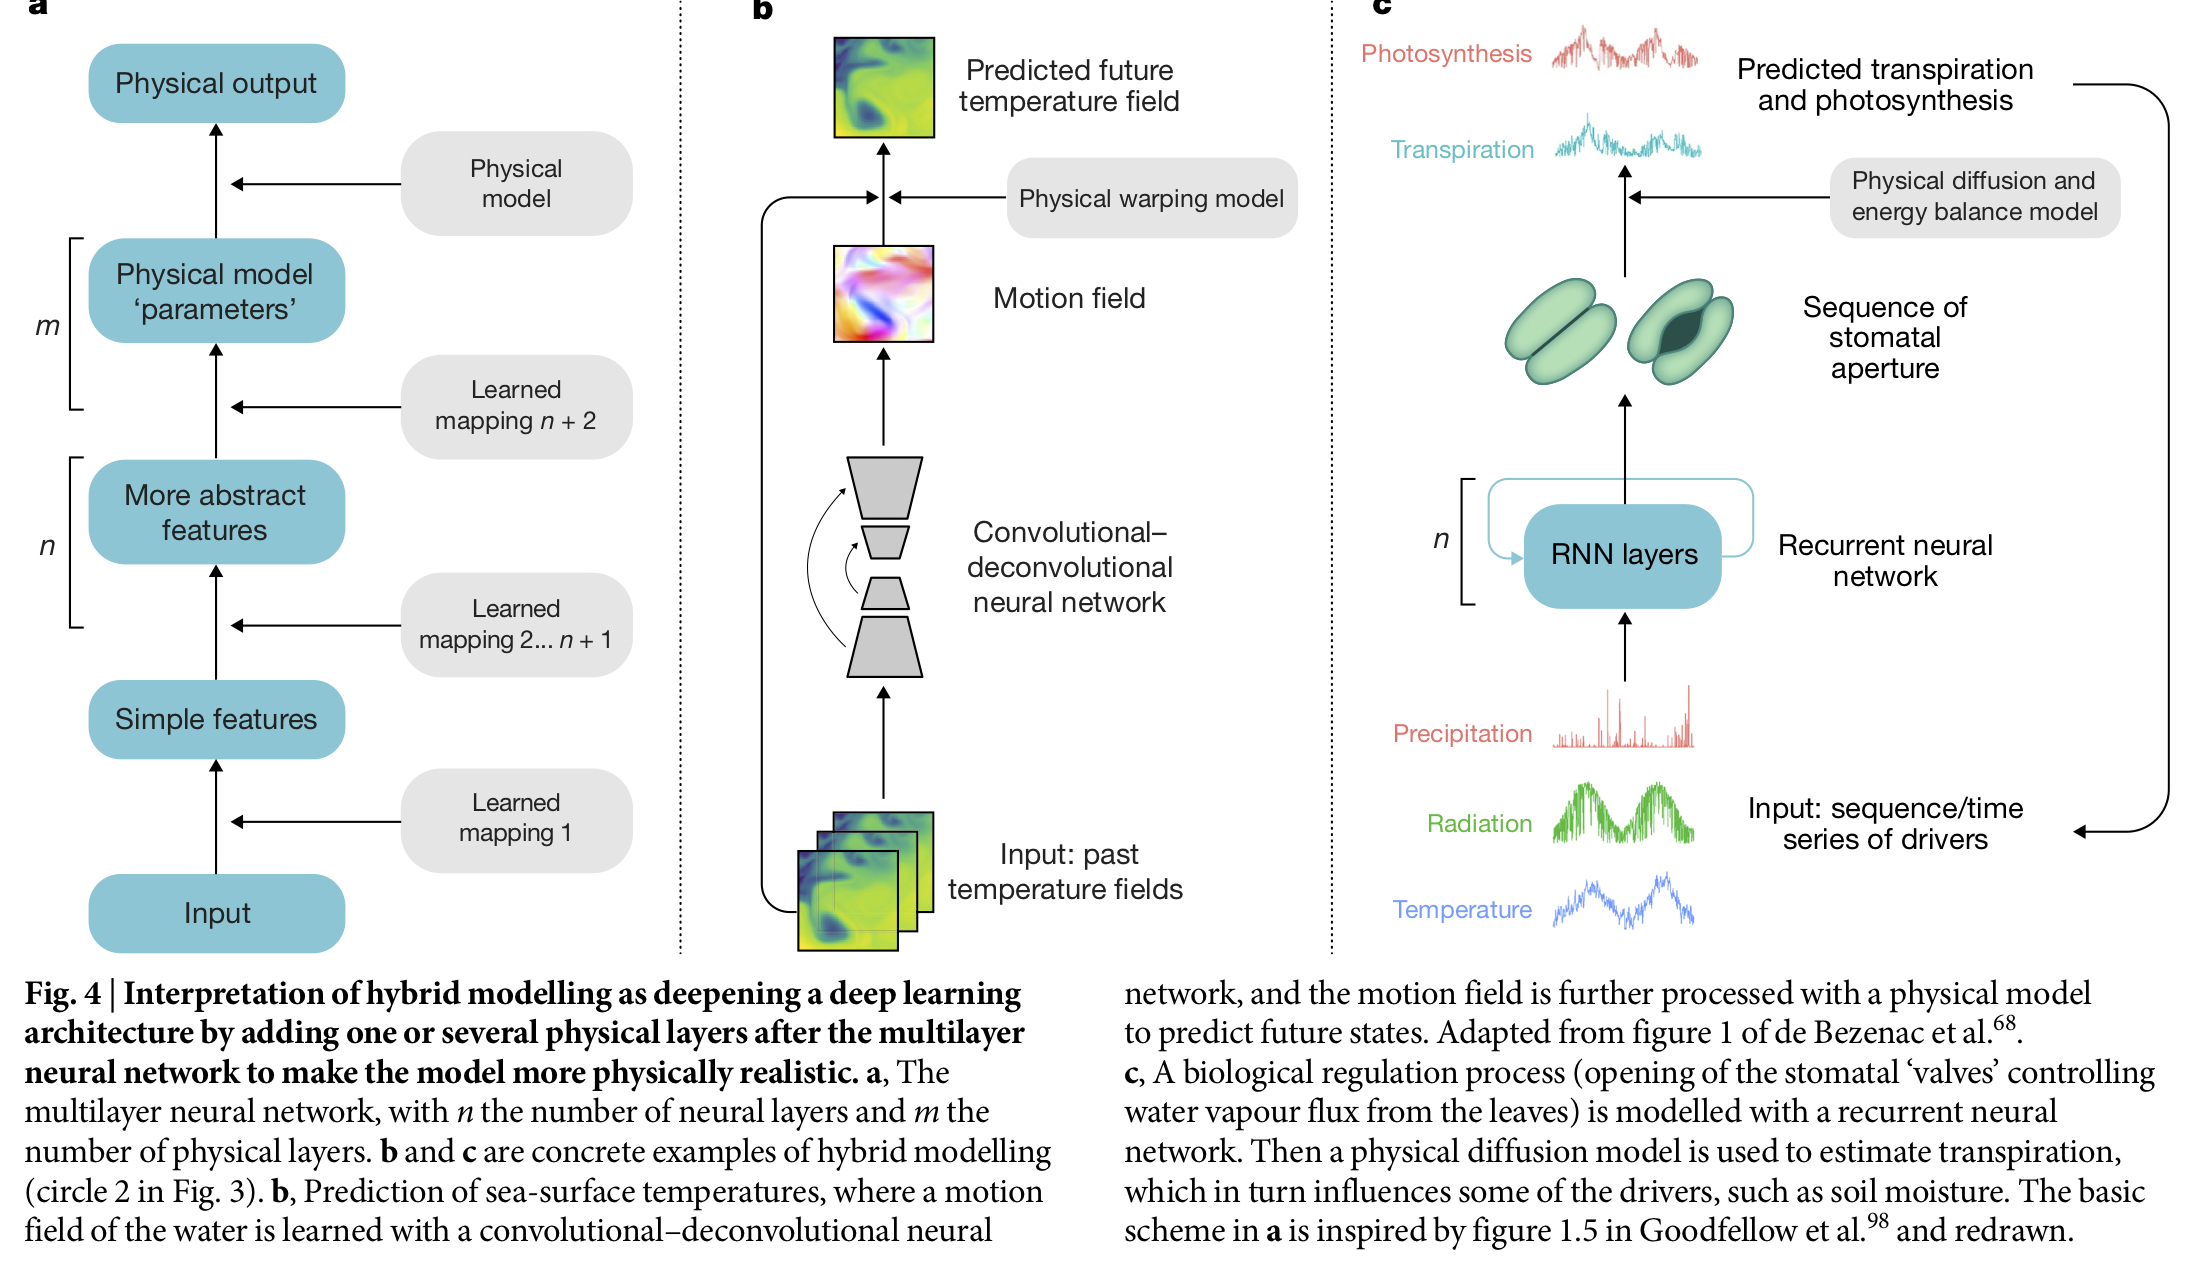 a
Physical output
Physical
model
Physical model
‘parameters’
m
Learned
mapping n + 2
More abstract
features
n
Learned
mapping 2... n + 1
Simple features
Learned
mapping 1
Input
b
Predicted future
temperature field
Physical warping model
Motion field
Convolutional–
deconvolutional
neural network
Input: past
temperature fields
c
Photosynthesis
Predicted transpiration
and photosynthesis
Transpiration
Physical diffusion and
energy balance model
Sequence of
stomatal
aperture
n
RNN layers
Recurrent neural
network
Precipitation
Radiation
Input: sequence/time
series of drivers
Temperature
Fig. 4 | Interpretation of hybrid modelling as deepening a deep learning
architecture by adding one or several physical layers after the multilayer
neural network to make the model more physically realistic. a, The
multilayer neural network, with n the number of neural layers and m the
number of physical layers. b and c are concrete examples of hybrid modelling
(circle 2 in Fig. 3). b, Prediction of sea-surface temperatures, where a motion
field of the water is learned with a convolutional–deconvolutional neural
network, and the motion field is further processed with a physical model
to predict future states. Adapted from figure 1 of de Bezenac et al.68.
c, A biological regulation process (opening of the stomatal ‘valves’ controlling
water vapour flux from the leaves) is modelled with a recurrent neural
network. Then a physical diffusion model is used to estimate transpiration,
which in turn influences some of the drivers, such as soil moisture. The basic
scheme in a is inspired by figure 1.5 in Goodfellow et al.98 and redrawn.